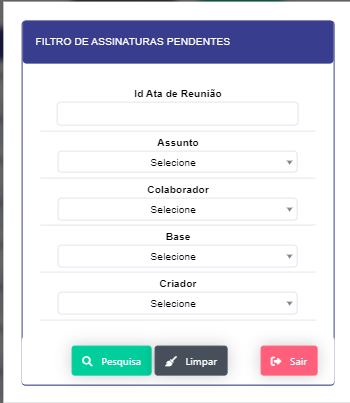 FILTRO DE ASSINATURAS PENDENTES
Id Ata de Reunião
Assunto
Selecione
Colaborador
Selecione
Base
Selecione
Criador
Selecione
Pesquisa Limpar Sair